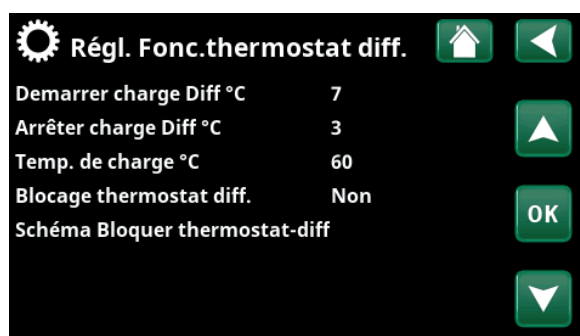 Régl. Fonc.thermostat diff.
Demarrer charge Diff °C 7
Arrêter charge Diff °C 3
Temp. de charge °C 60
Blocage thermostat diff. Non
Schéma Bloquer thermostat-diff
OK